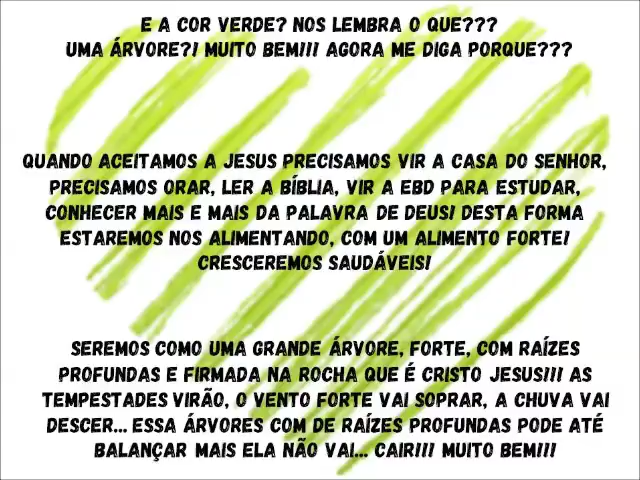 E A COR VERDE? NOS LEMBRA O QUE???
UMA ÁRVORE?! MUITO BEM!!! AGORA ME DIGA PORQUE???
QUANDO ACEITAMOS A JESUS PRECISAMOS VIR A CASA DO SENHOR,
PRECISAMOS ORAR, LER A BÍBLIA, VIR A EBD PARA ESTUDAR,
CONHECER MAIS E MAIS DA PALAVRA DE DEUS! DESTA FORMA
ESTAREMOS NOS ALIMENTANDO, COM UM ALIMENTO FORTE!
CRESCEREMOS SAUDÁVEIS!
SEREMOS COMO UMA GRANDE ÁRVORE, FORTE, COM RAÍZES
PROFUNDAS E FIRMADA NA ROCHA QUE É CRISTO JESUS!!! AS
TEMPESTADES VIRÃO, O VENTO FORTE VAI SOPRAR, A CHUVA VAI
DESCER... ESSA ÁRVORES COM DE RAÍZES PROFUNDAS PODE ATÉ
BALANÇAR MAIS ELA NÃO VAI... CAIR!!! MUITO BEM!!!